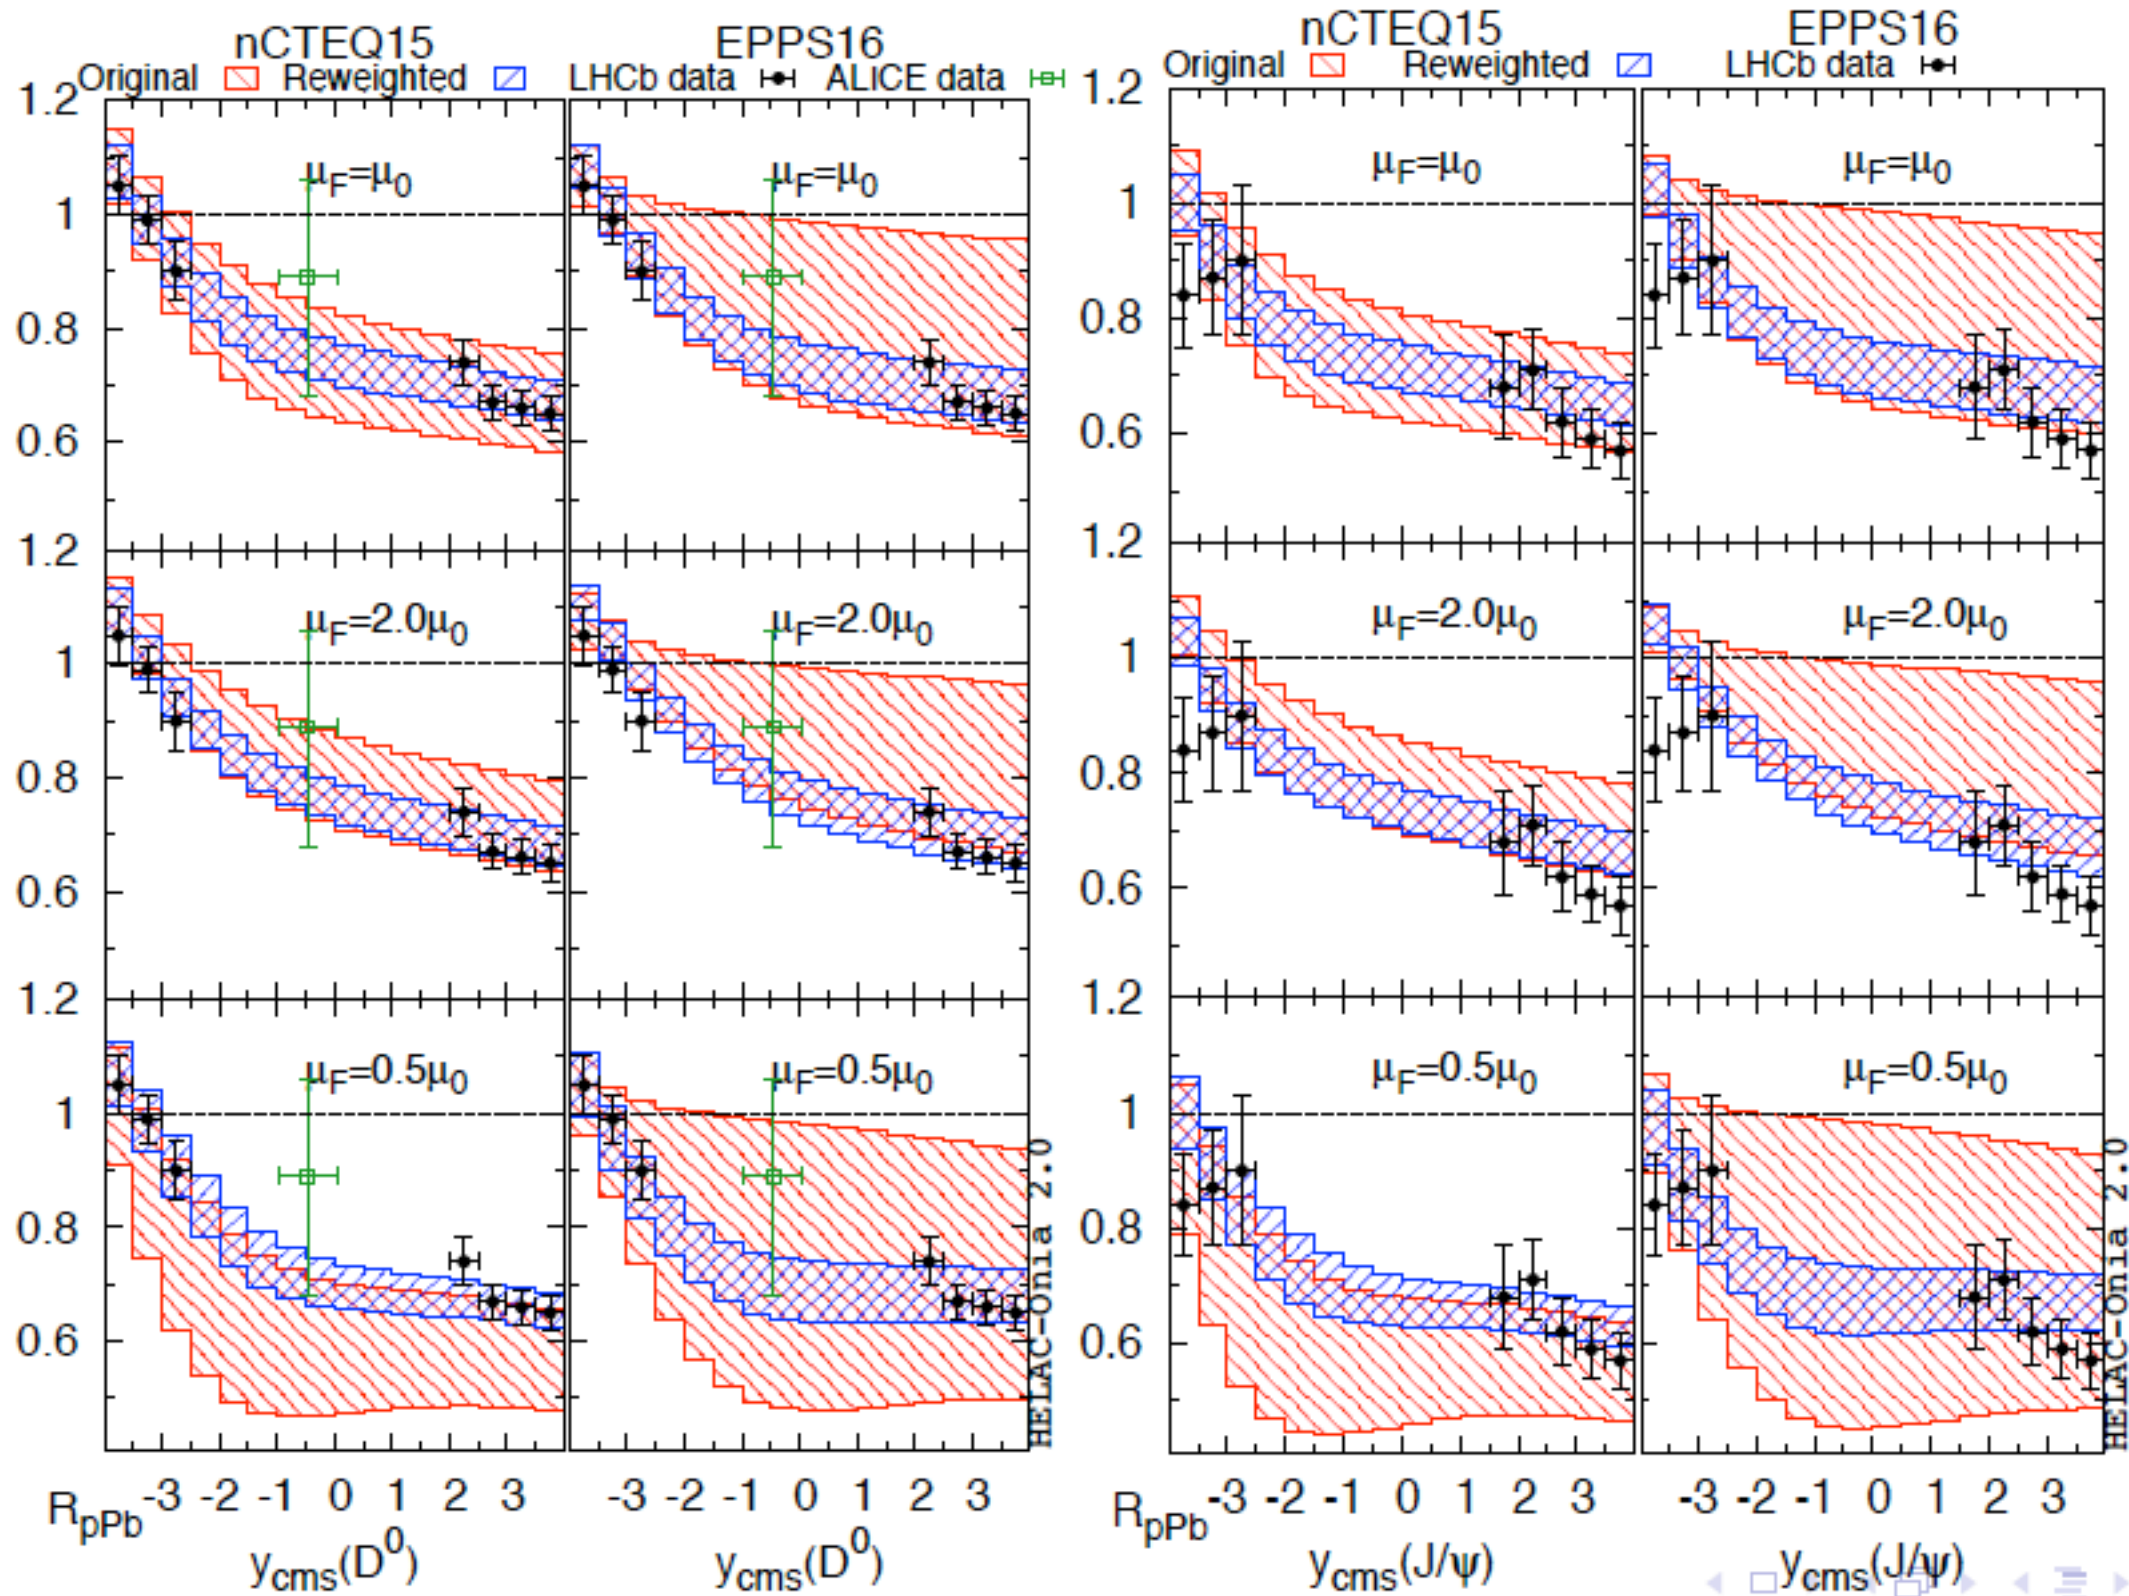 nCTEQ15 EPPS16
Original Reweighted LHCb data ALICE data
1.2
μF=μ0 μF=μ0
1
0.8
0.6
1.2
μF=2.0μ0 μF=2.0μ0
1
0.8
0.6
1.2
μF=0.5μ0 μF=0.5μ0
1
0.8
0.6
HELAC-Onia 2.0
RpPb -3 -2 -1 0 1 2 3 -3 -2 -1 0 1 2 3
ycms(D0) ycms(D0)
nCTEQ15 EPPS16
Original Reweighted LHCb data
1.2
μF=μ0 μF=μ0
1
0.8
0.6
1.2
μF=2.0μ0 μF=2.0μ0
1
0.8
0.6
1.2
μF=0.5μ0 μF=0.5μ0
1
0.8
0.6
HELAC-Onia 2.0
RpPb -3 -2 -1 0 1 2 3 -3 -2 -1 0 1 2 3
ycms(J/ψ) ycms(J/ψ)